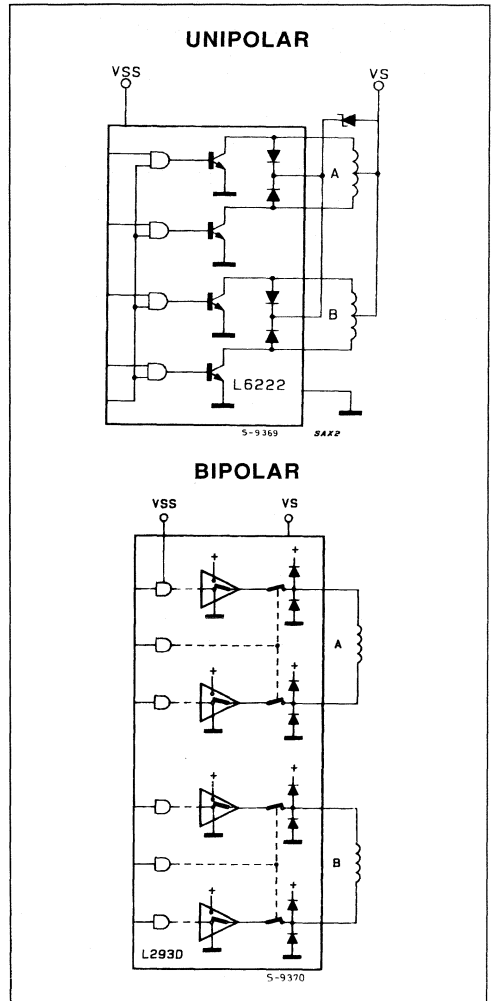 UNIPOLAR
VSS
VS
A
B
L6222
S-9369
SAX2
BIPOLAR
VSS
VS
+
+
A
+
+
+
+
B
+
+
L293D
S-9370